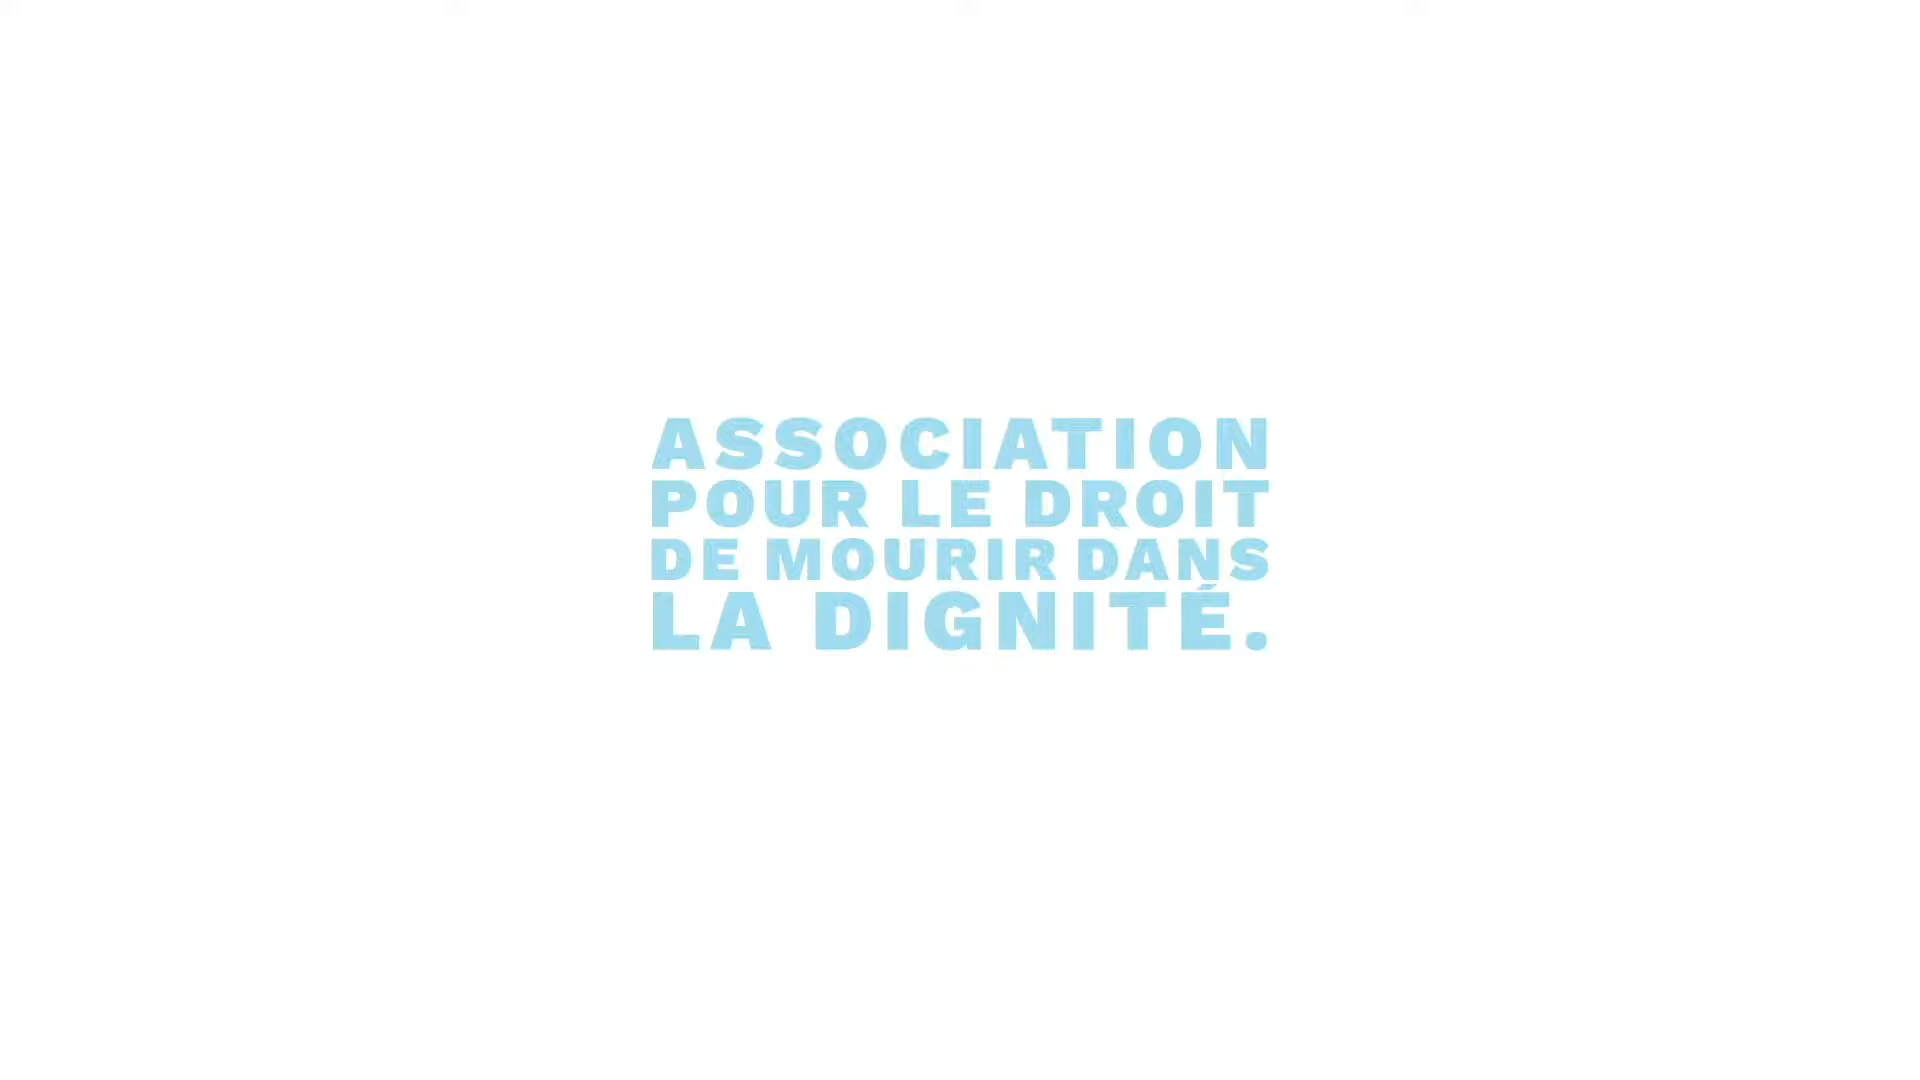 ASSOCIATION
POUR LE DROIT
DE MOURIR DANS
LA DIGNITÉ.